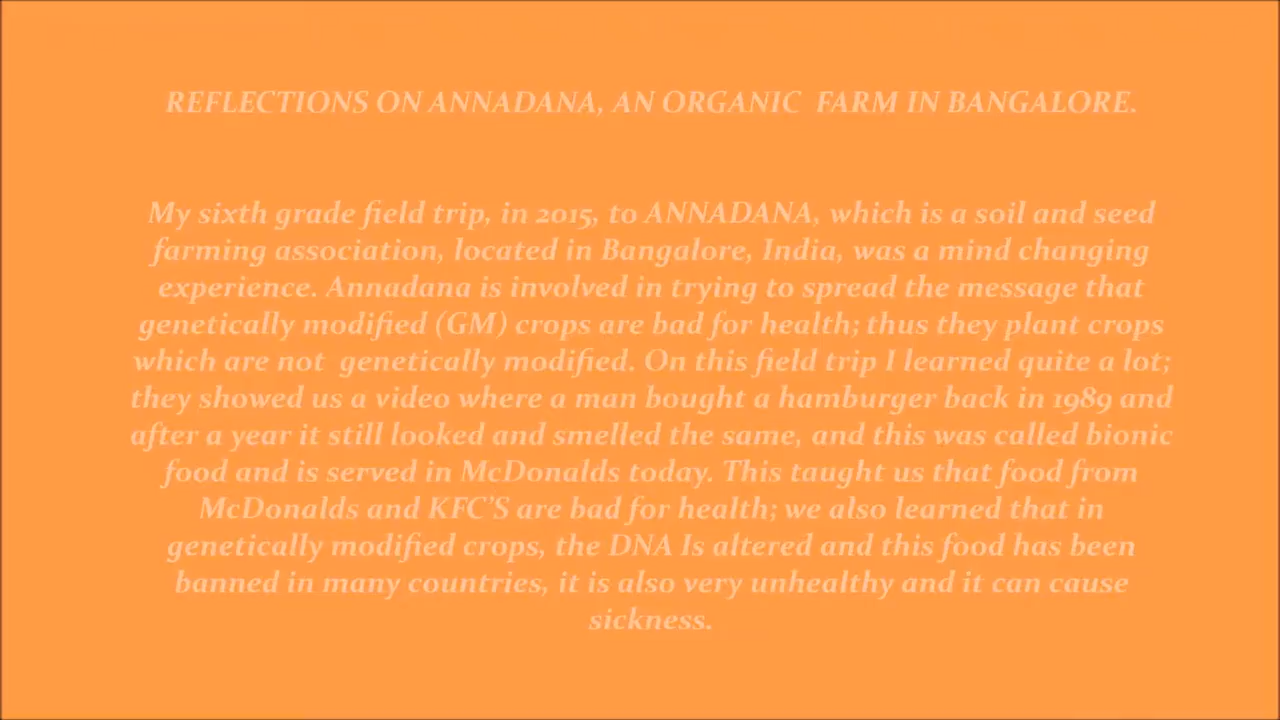 REFLECTIONS ON ANNADANA, AN ORGANIC FARM IN BANGALORE.
My sixth grade field trip, in 2015, to ANNADANA, which is a soil and seed
farming association, located in Bangalore, India, was a mind changing
experience. Annadana is involved in trying to spread the message that
genetically modified (GM) crops are bad for health; thus they plant crops
which are not genetically modified. On this field trip I learned quite a lot;
they showed us a video where a man bought a hamburger back in 1989 and
after a year it still looked and smelled the same, and this was called bionic
food and is served in McDonalds today. This taught us that food from
McDonalds and KFC'S are bad for health; we also learned that in
genetically modified crops, the DNA Is altered and this food has been
banned in many countries, it is also very unhealthy and it can cause
sickness.